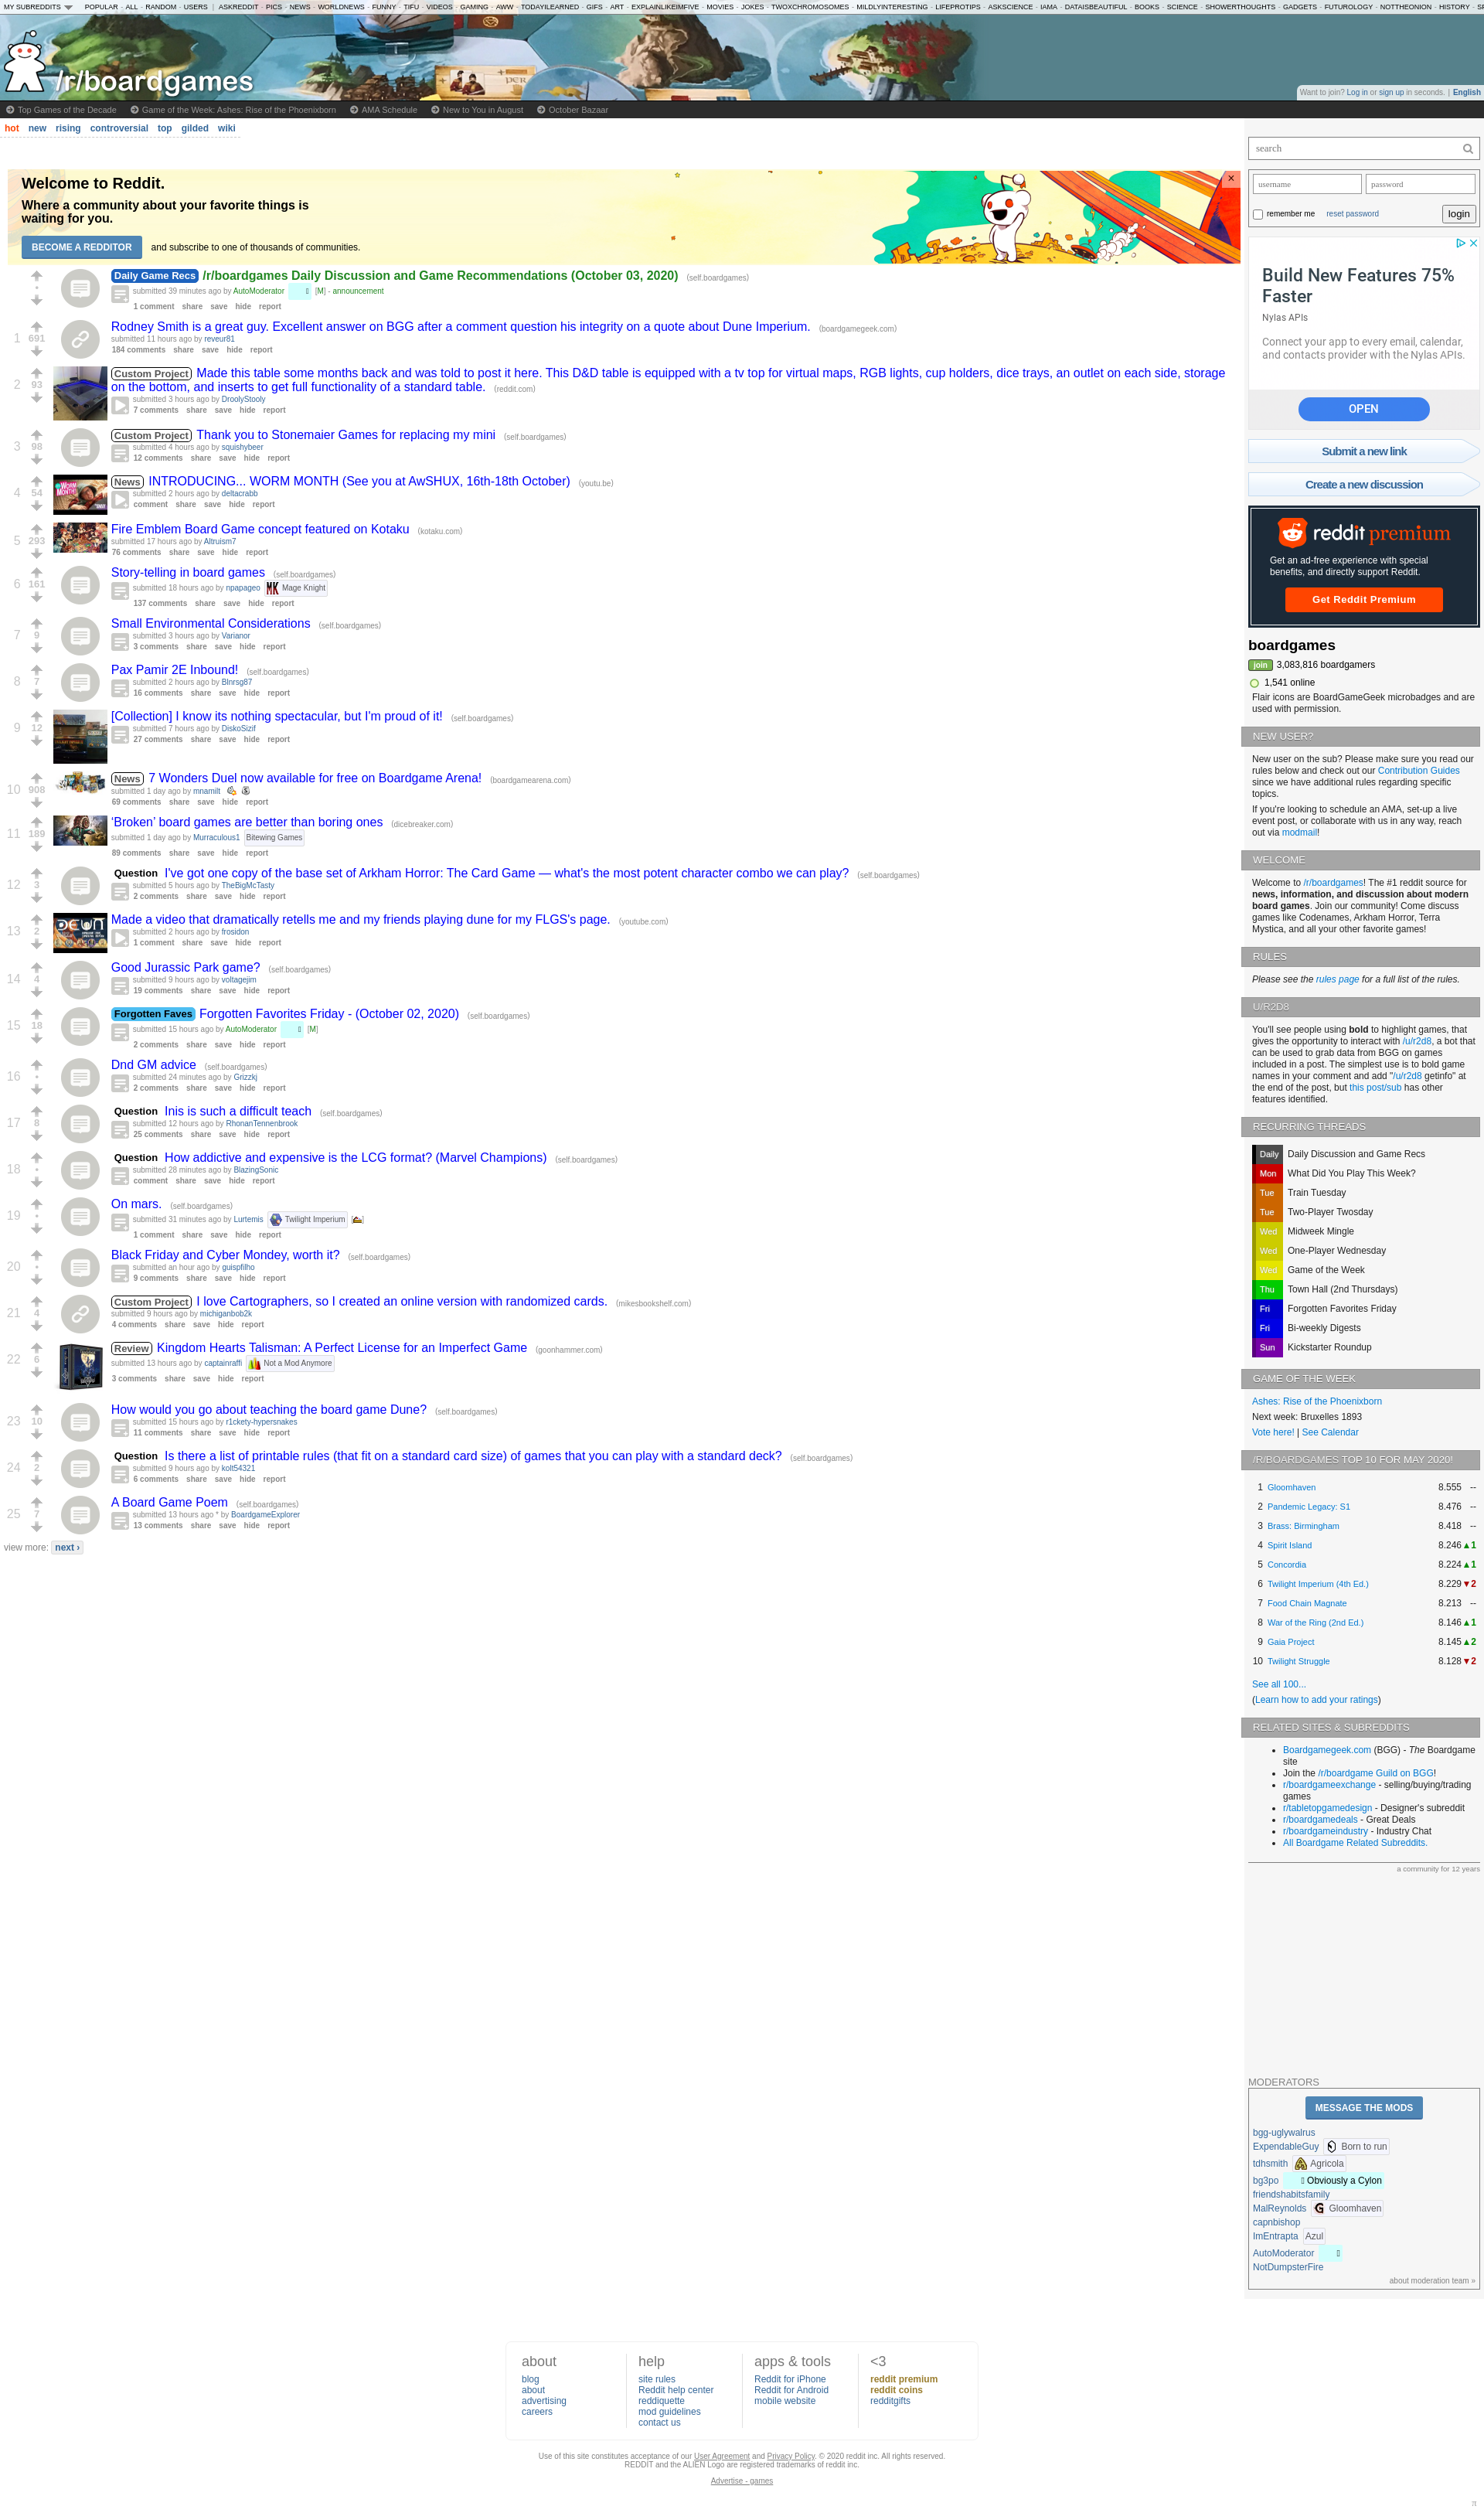 MY SUBREDDITS POPULAR - ALL - RANDOM - USERS | ASKREDDIT - PICS - NEWS - WORLDNEWS - FUNNY - TIFU - VIDEOS - GAMING - AWW - TODAYILEARNED - GIFS - ART - EXPLAINLIKEIMFIVE - MOVIES - JOKES - TWOXCHROMOSOMES - MILDLYINTERESTING - LIFEPROTIPS - ASKSCIENCE - IAMA - DATAISBEAUTIFUL - BOOKS - SCIENCE - SHOWERTHOUGHTS - GADGETS - FUTUROLOGY - NOTTHEONION - HISTORY - S
/r/boardgames
Want to join? Log in or sign up in seconds. | English
Top Games of the Decade Game of the Week: Ashes: Rise of the Phoenixborn AMA Schedule New to You in August October Bazaar
hot new rising controversial top gilded wiki
Welcome to Reddit.
Where a community about your favorite things is
waiting for you.
BECOME A REDDITOR and subscribe to one of thousands of communities.
×
Daily Game Recs /r/boardgames Daily Discussion and Game Recommendations (October 03, 2020) (self.boardgames)
submitted 39 minutes ago by AutoModerator [M] - announcement
1 comment share save hide report
1 691 Rodney Smith is a great guy. Excellent answer on BGG after a comment question his integrity on a quote about Dune Imperium. (boardgamegeek.com)
submitted 11 hours ago by reveur81
184 comments share save hide report
2 93 Custom Project Made this table some months back and was told to post it here. This D&D table is equipped with a tv top for virtual maps, RGB lights, cup holders, dice trays, an outlet on each side, storage
on the bottom, and inserts to get full functionality of a standard table. (reddit.com)
submitted 3 hours ago by DroolyStooly
7 comments share save hide report
3 98 Custom Project Thank you to Stonemaier Games for replacing my mini (self.boardgames)
submitted 4 hours ago by squishybeer
12 comments share save hide report
4 54 News INTRODUCING... WORM MONTH (See you at AwSHUX, 16th-18th October) (youtu.be)
submitted 2 hours ago by deltacrabb
comment share save hide report
5 293 Fire Emblem Board Game concept featured on Kotaku (kotaku.com)
submitted 17 hours ago by Altruism7
76 comments share save hide report
6 161 Story-telling in board games (self.boardgames)
submitted 18 hours ago by npapageo Mage Knight
137 comments share save hide report
7 9 Small Environmental Considerations (self.boardgames)
submitted 3 hours ago by Varianor
3 comments share save hide report
8 7 Pax Pamir 2E Inbound! (self.boardgames)
submitted 2 hours ago by Blnrsg87
16 comments share save hide report
9 12 [Collection] I know its nothing spectacular, but I'm proud of it! (self.boardgames)
submitted 7 hours ago by DiskoSizif
27 comments share save hide report
10 908 News 7 Wonders Duel now available for free on Boardgame Arena! (boardgamearena.com)
submitted 1 day ago by mnamilt
69 comments share save hide report
11 189 'Broken' board games are better than boring ones (dicebreaker.com)
submitted 1 day ago by Murraculous1 Bitewing Games
89 comments share save hide report
12 3 Question I've got one copy of the base set of Arkham Horror: The Card Game — what's the most potent character combo we can play? (self.boardgames)
submitted 5 hours ago by TheBigMcTasty
2 comments share save hide report
13 2 Made a video that dramatically retells me and my friends playing dune for my FLGS's page. (youtube.com)
submitted 2 hours ago by frosidon
1 comment share save hide report
14 4 Good Jurassic Park game? (self.boardgames)
submitted 9 hours ago by voltagejim
19 comments share save hide report
15 18 Forgotten Faves Forgotten Favorites Friday - (October 02, 2020) (self.boardgames)
submitted 15 hours ago by AutoModerator [M]
2 comments share save hide report
16 • Dnd GM advice (self.boardgames)
submitted 24 minutes ago by Grizzkj
2 comments share save hide report
17 8 Question Inis is such a difficult teach (self.boardgames)
submitted 12 hours ago by RhonanTennenbrook
25 comments share save hide report
18 • Question How addictive and expensive is the LCG format? (Marvel Champions) (self.boardgames)
submitted 28 minutes ago by BlazingSonic
comment share save hide report
19 • On mars. (self.boardgames)
submitted 31 minutes ago by Lurtemis Twilight Imperium
1 comment share save hide report
20 • Black Friday and Cyber Mondey, worth it? (self.boardgames)
submitted an hour ago by guispfilho
9 comments share save hide report
21 4 Custom Project I love Cartographers, so I created an online version with randomized cards. (mikesbookshelf.com)
submitted 9 hours ago by michiganbob2k
4 comments share save hide report
22 6 Review Kingdom Hearts Talisman: A Perfect License for an Imperfect Game (goonhammer.com)
submitted 13 hours ago by captainraffi Not a Mod Anymore
3 comments share save hide report
23 10 How would you go about teaching the board game Dune? (self.boardgames)
submitted 15 hours ago by r1ckety-hypersnakes
11 comments share save hide report
24 2 Question Is there a list of printable rules (that fit on a standard card size) of games that you can play with a standard deck? (self.boardgames)
submitted 9 hours ago by kolt54321
6 comments share save hide report
25 7 A Board Game Poem (self.boardgames)
submitted 13 hours ago * by BoardgameExplorer
13 comments share save hide report
view more: next ›
search
username password
remember me reset password login
Build New Features 75%
Faster
Nylas APIs
Connect your app to every email, calendar,
and contacts provider with the Nylas APIs.
OPEN
Submit a new link
Create a new discussion
reddit premium
Get an ad-free experience with special
benefits, and directly support Reddit.
Get Reddit Premium
boardgames
join 3,083,816 boardgamers
1,541 online
Flair icons are BoardGameGeek microbadges and are
used with permission.
NEW USER?
New user on the sub? Please make sure you read our
rules below and check out our Contribution Guides
since we have additional rules regarding specific
topics.
If you're looking to schedule an AMA, set-up a live
event post, or collaborate with us in any way, reach
out via modmail!
WELCOME
Welcome to /r/boardgames! The #1 reddit source for
news, information, and discussion about modern
board games. Join our community! Come discuss
games like Codenames, Arkham Horror, Terra
Mystica, and all your other favorite games!
RULES
Please see the rules page for a full list of the rules.
U/R2D8
You'll see people using bold to highlight games, that
gives the opportunity to interact with /u/r2d8, a bot that
can be used to grab data from BGG on games
included in a post. The simplest use is to bold game
names in your comment and add "/u/r2d8 getinfo" at
the end of the post, but this post/sub has other
features identified.
RECURRING THREADS
Daily Daily Discussion and Game Recs
Mon What Did You Play This Week?
Tue Train Tuesday
Tue Two-Player Twosday
Wed Midweek Mingle
Wed One-Player Wednesday
Wed Game of the Week
Thu Town Hall (2nd Thursdays)
Fri Forgotten Favorites Friday
Fri Bi-weekly Digests
Sun Kickstarter Roundup
GAME OF THE WEEK
Ashes: Rise of the Phoenixborn
Next week: Bruxelles 1893
Vote here! | See Calendar
/R/BOARDGAMES TOP 10 FOR MAY 2020!
1 Gloomhaven 8.555 --
2 Pandemic Legacy: S1 8.476 --
3 Brass: Birmingham 8.418 --
4 Spirit Island 8.246 ▲1
5 Concordia 8.224 ▲1
6 Twilight Imperium (4th Ed.) 8.229 ▼2
7 Food Chain Magnate 8.213 --
8 War of the Ring (2nd Ed.) 8.146 ▲1
9 Gaia Project 8.145 ▲2
10 Twilight Struggle 8.128 ▼2
See all 100...
(Learn how to add your ratings)
RELATED SITES & SUBREDDITS
• Boardgamegeek.com (BGG) - The Boardgame
site
• Join the /r/boardgame Guild on BGG!
• r/boardgameexchange - selling/buying/trading
games
• r/tabletopgamedesign - Designer's subreddit
• r/boardgamedeals - Great Deals
• r/boardgameindustry - Industry Chat
• All Boardgame Related Subreddits.
a community for 12 years
MODERATORS
MESSAGE THE MODS
bgg-uglywalrus
ExpendableGuy Born to run
tdhsmith Agricola
bg3po Obviously a Cylon
friendshabitsfamily
MalReynolds Gloomhaven
capnbishop
ImEntrapta Azul
AutoModerator
NotDumpsterFire
about moderation team »
about help apps & tools <3
blog site rules Reddit for iPhone reddit premium
about Reddit help center Reddit for Android reddit coins
advertising reddiquette mobile website redditgifts
careers mod guidelines
contact us
Use of this site constitutes acceptance of our User Agreement and Privacy Policy. © 2020 reddit inc. All rights reserved.
REDDIT and the ALIEN Logo are registered trademarks of reddit inc.
Advertise - games